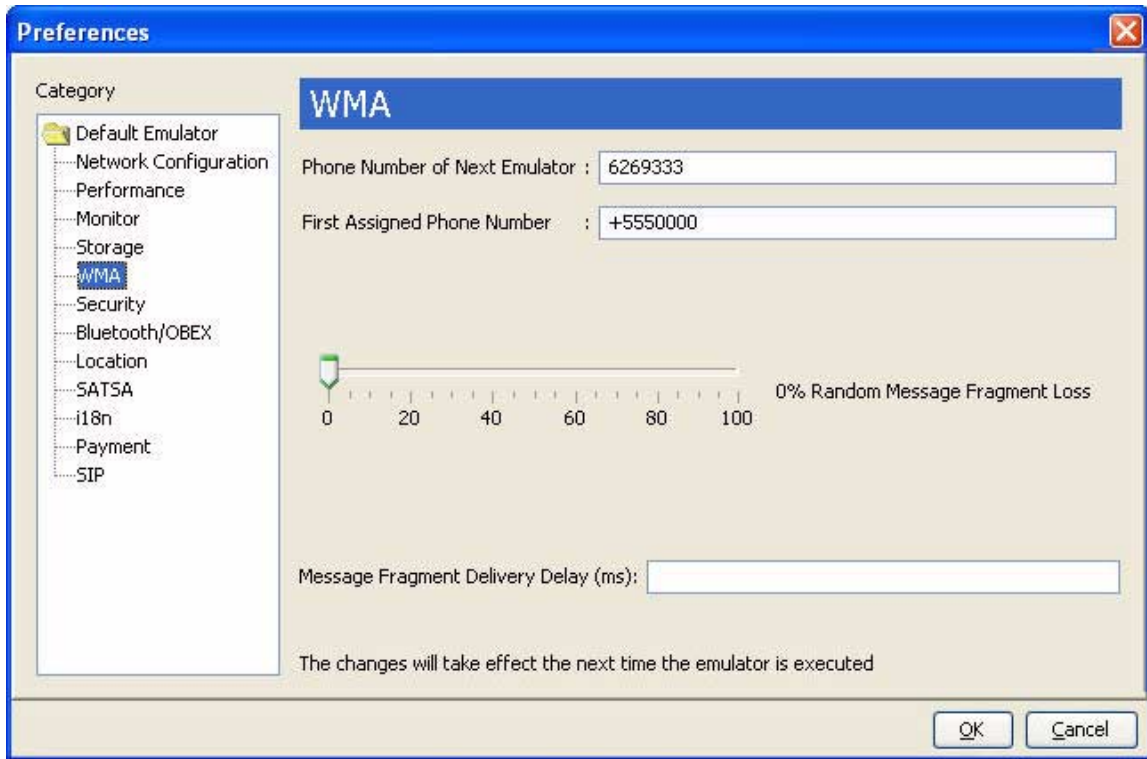 Preferences
Category
Default Emulator
Network Configuration
Performance
Monitor
Storage
WMA
Security
Bluetooth/OBEX
Location
SATSA
i18n
Payment
SIP
WMA
Phone Number of Next Emulator : 6269333
First Assigned Phone Number : +5550000
0 20 40 60 80 100
0% Random Message Fragment Loss
Message Fragment Delivery Delay (ms):
The changes will take effect the next time the emulator is executed
OK Cancel